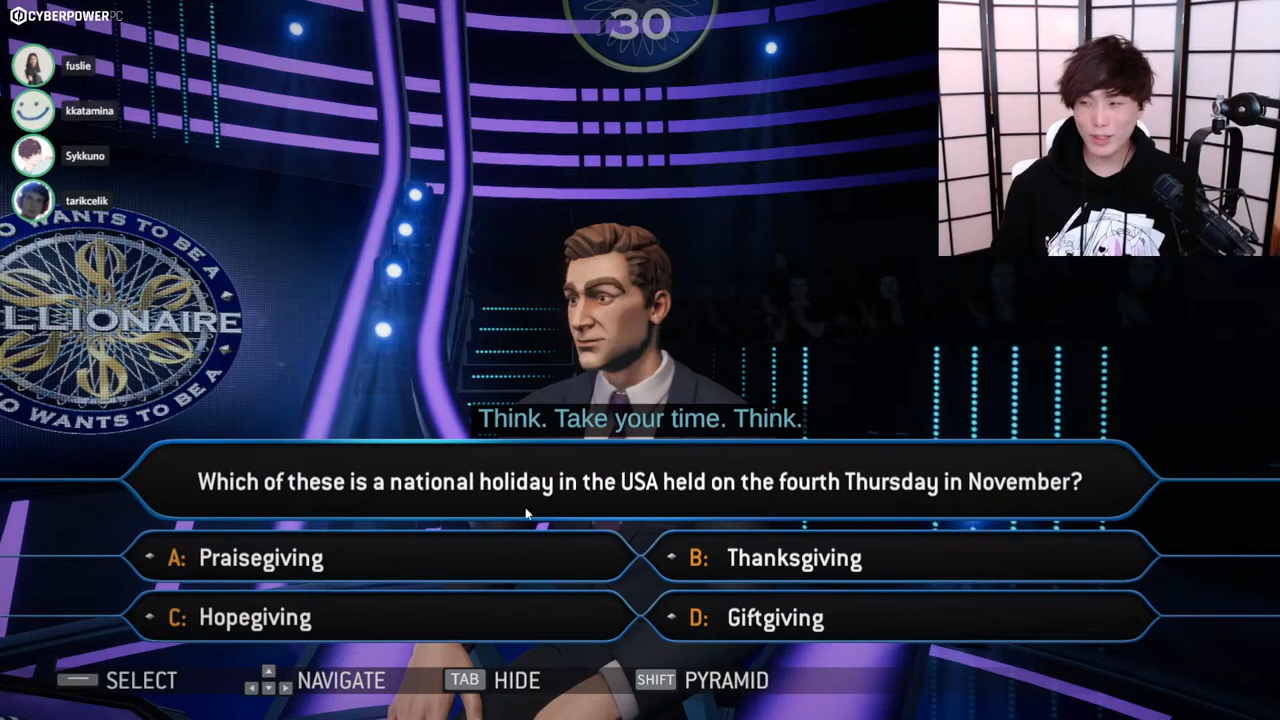 CYBERPOWERPC
fuslie
kkatamina
Sykkuno
tarikcelik
30
O WANTS TO BE A
LLIONAIRE
O WANTS TO BE A
Think. Take your time. Think.
Which of these is a national holiday in the USA held on the fourth Thursday in November?
A: Praisegiving
B: Thanksgiving
C: Hopegiving
D: Giftgiving
SELECT
NAVIGATE
TAB HIDE
SHIFT PYRAMID